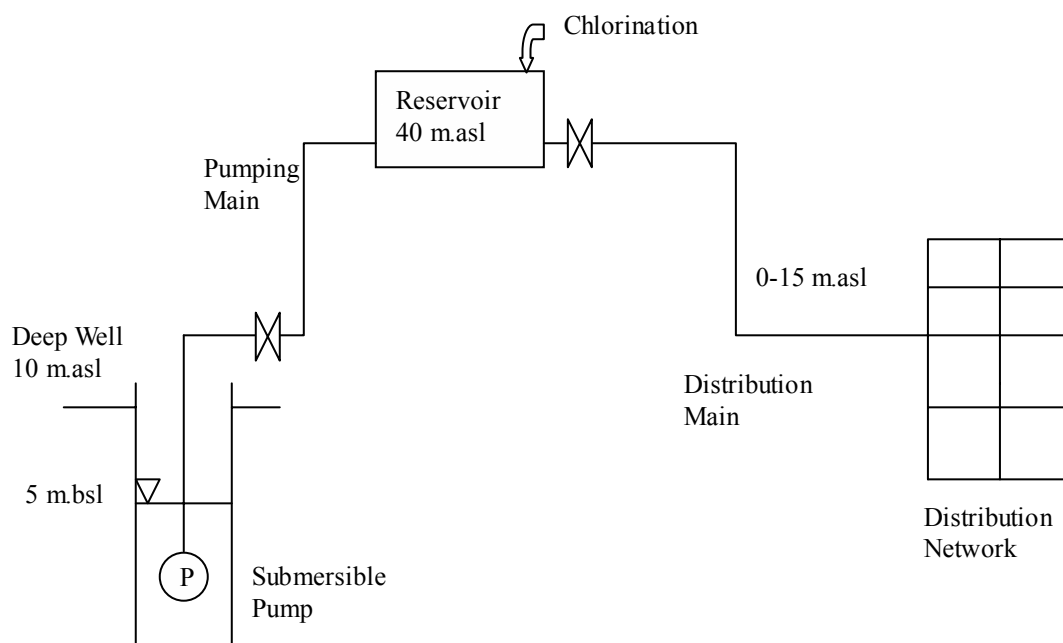 Chlorination
Reservoir
40 m.asl
Pumping
Main
0-15 m.asl
Deep Well
10 m.asl
Distribution
Main
5 m.bsl
Distribution
Network
P
Submersible
Pump